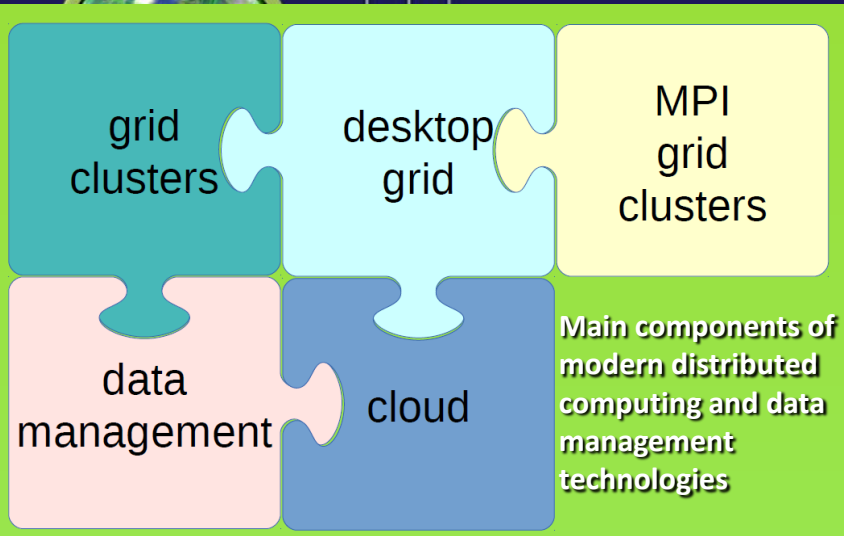 grid
clusters
desktop
grid
MPI
grid
clusters
data
management
cloud
Main components of
modern distributed
computing and data
management
technologies